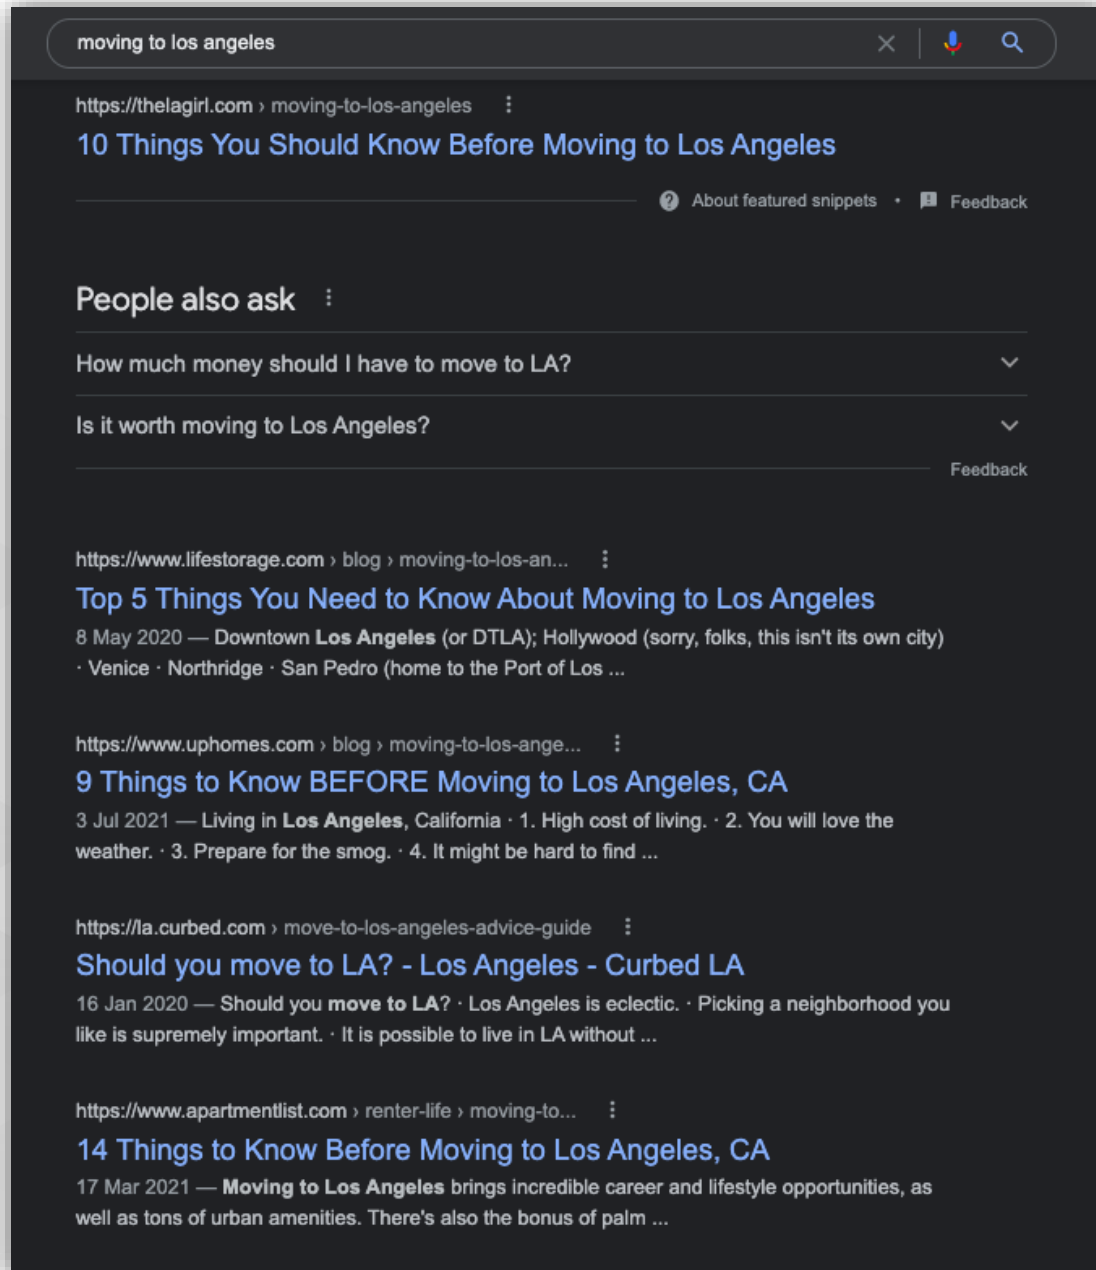 moving to los angeles
https://thelagirl.com › moving-to-los-angeles
10 Things You Should Know Before Moving to Los Angeles
About featured snippets • Feedback
People also ask
How much money should I have to move to LA?
Is it worth moving to Los Angeles?
Feedback
https://www.lifestorage.com › blog › moving-to-los-an...
Top 5 Things You Need to Know About Moving to Los Angeles
8 May 2020 — Downtown Los Angeles (or DTLA); Hollywood (sorry, folks, this isn't its own city)
· Venice · Northridge · San Pedro (home to the Port of Los ...
https://www.uphomes.com › blog › moving-to-los-ange...
9 Things to Know BEFORE Moving to Los Angeles, CA
3 Jul 2021 — Living in Los Angeles, California · 1. High cost of living. · 2. You will love the
weather. · 3. Prepare for the smog. · 4. It might be hard to find ...
https://la.curbed.com › move-to-los-angeles-advice-guide
Should you move to LA? - Los Angeles - Curbed LA
16 Jan 2020 — Should you move to LA? · Los Angeles is eclectic. · Picking a neighborhood you
like is supremely important. · It is possible to live in LA without ...
https://www.apartmentlist.com › renter-life › moving-to...
14 Things to Know Before Moving to Los Angeles, CA
17 Mar 2021 — Moving to Los Angeles brings incredible career and lifestyle opportunities, as
well as tons of urban amenities. There's also the bonus of palm ...